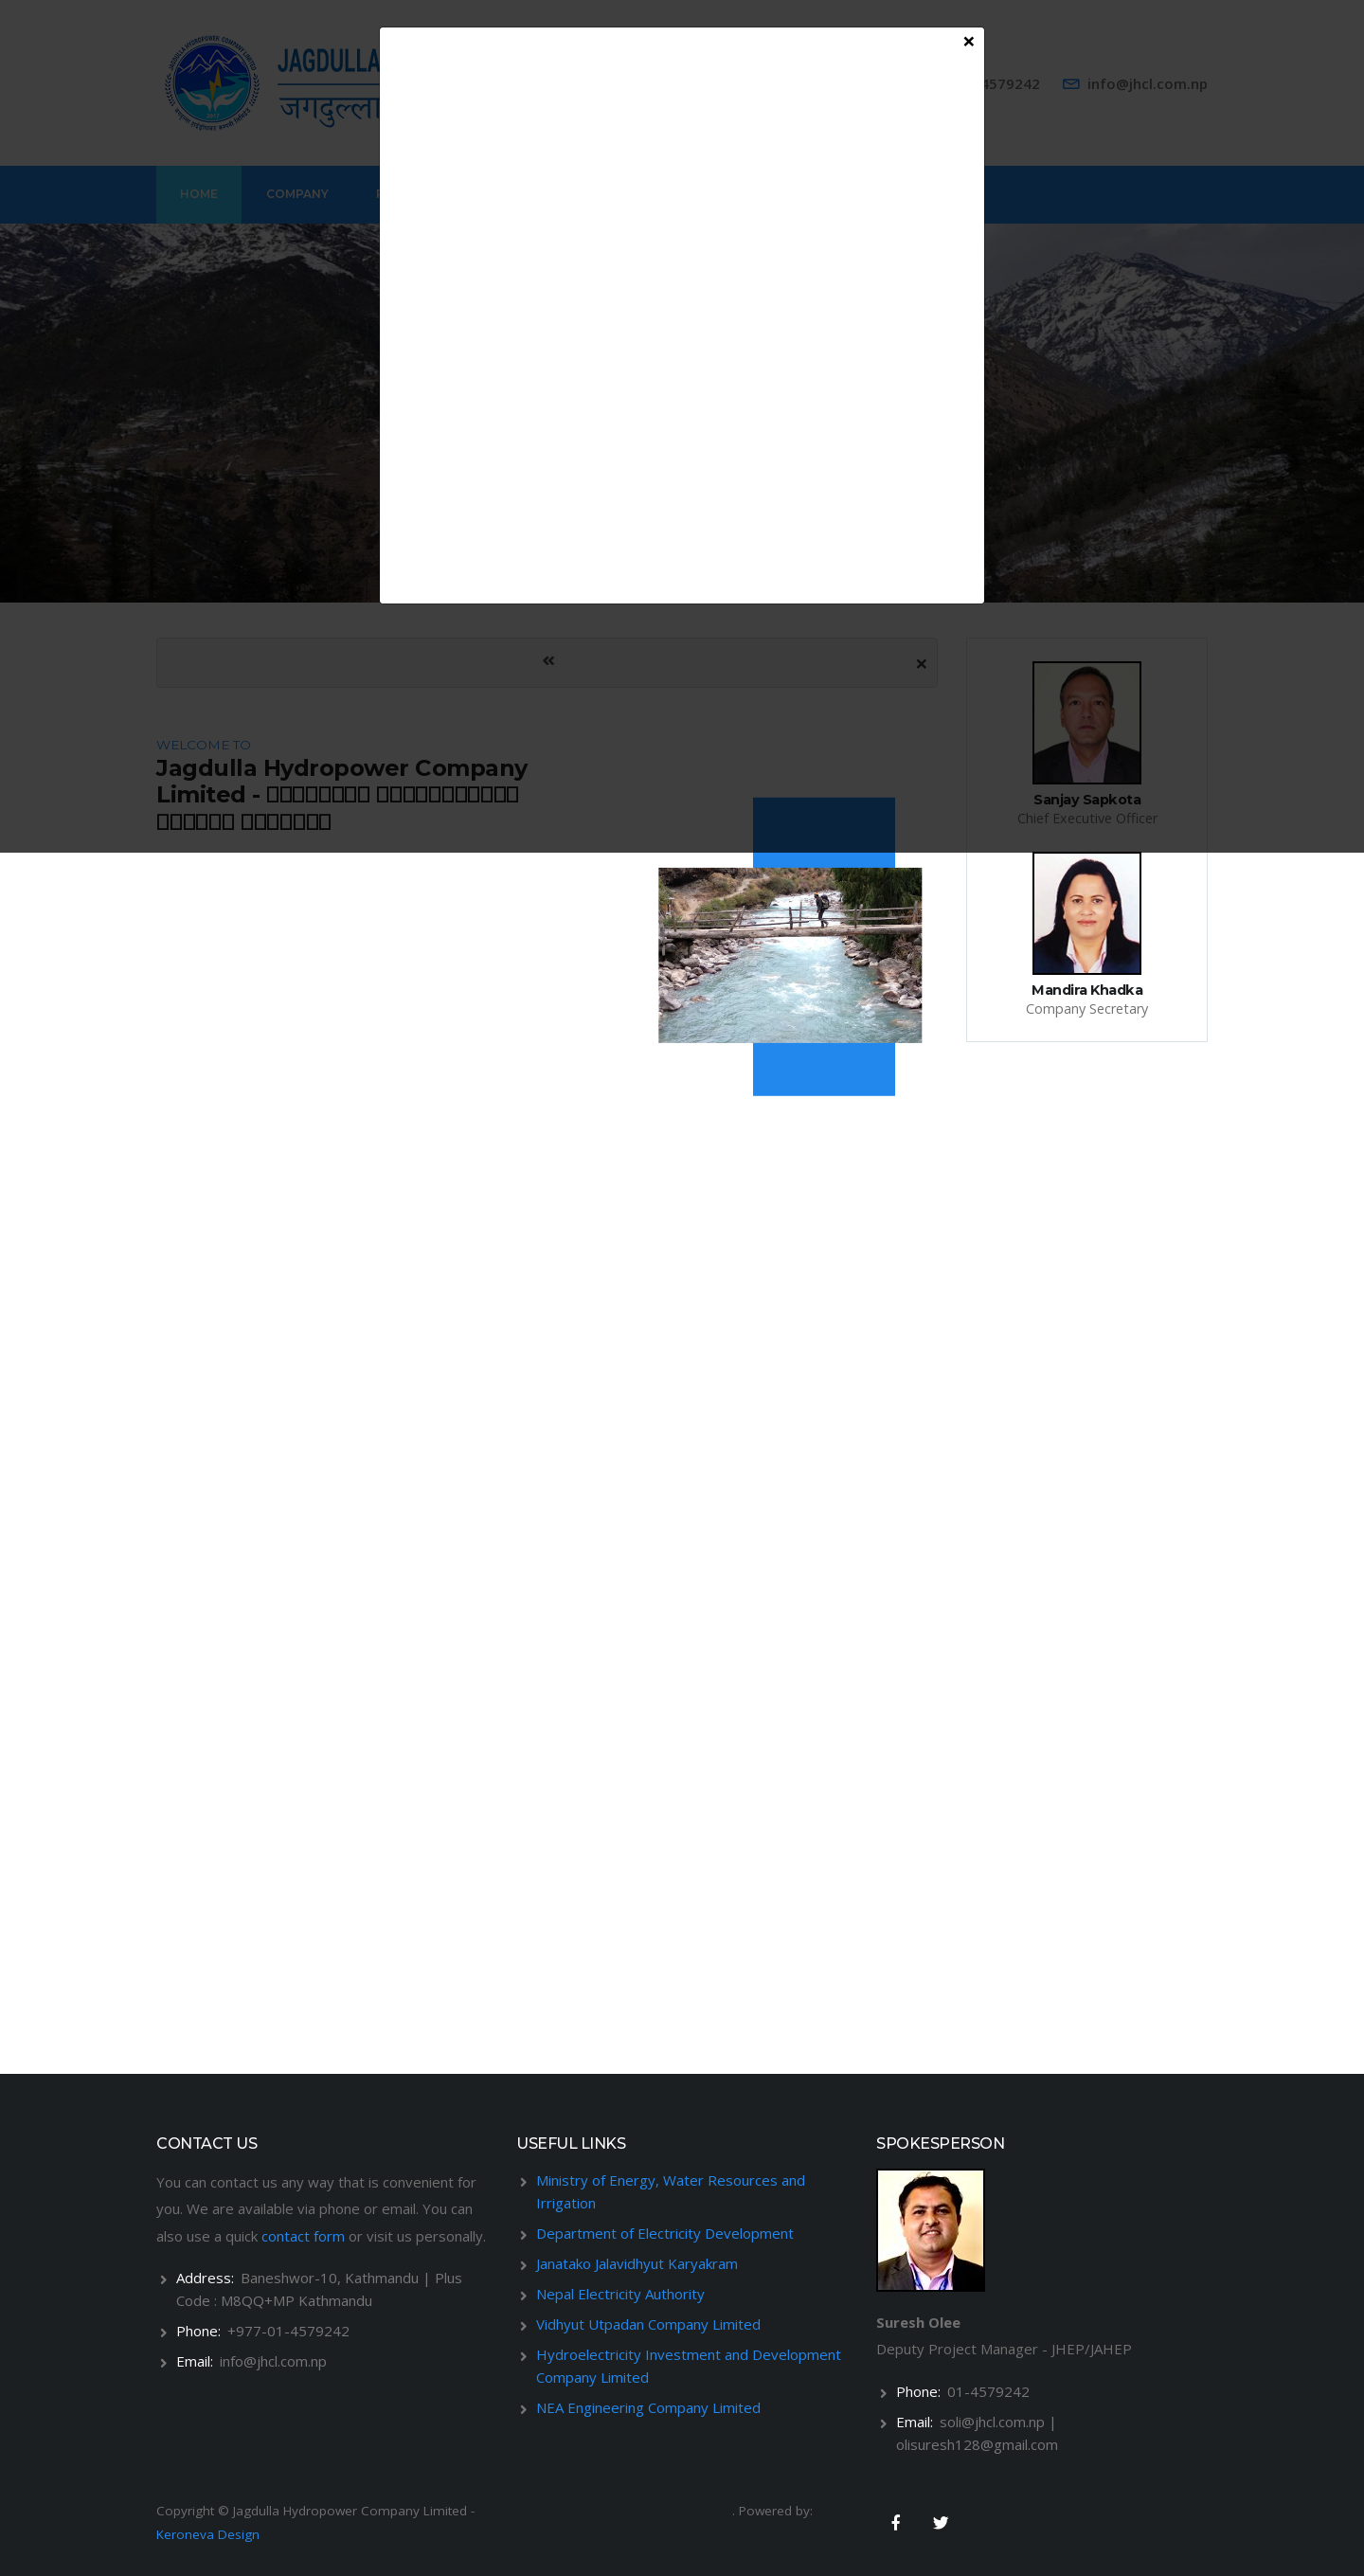 JAGDULLA
जगदुल्ला
4579242
info@jhcl.com.np
HOME
COMPANY
WELCOME TO
Jagdulla Hydropower Company
Limited -
Sanjay Sapkota
Chief Executive Officer
Mandira Khadka
Company Secretary
CONTACT US
You can contact us any way that is convenient for
you. We are available via phone or email. You can
also use a quick contact form or visit us personally.
Address: Baneshwor-10, Kathmandu | Plus
Code : M8QQ+MP Kathmandu
Phone: +977-01-4579242
Email: info@jhcl.com.np
USEFUL LINKS
Ministry of Energy, Water Resources and
Irrigation
Department of Electricity Development
Janatako Jalavidhyut Karyakram
Nepal Electricity Authority
Vidhyut Utpadan Company Limited
Hydroelectricity Investment and Development
Company Limited
NEA Engineering Company Limited
SPOKESPERSON
Suresh Olee
Deputy Project Manager - JHEP/JAHEP
Phone: 01-4579242
Email: soli@jhcl.com.np |
olisuresh128@gmail.com
Copyright © Jagdulla Hydropower Company Limited - . Powered by:
Keroneva Design